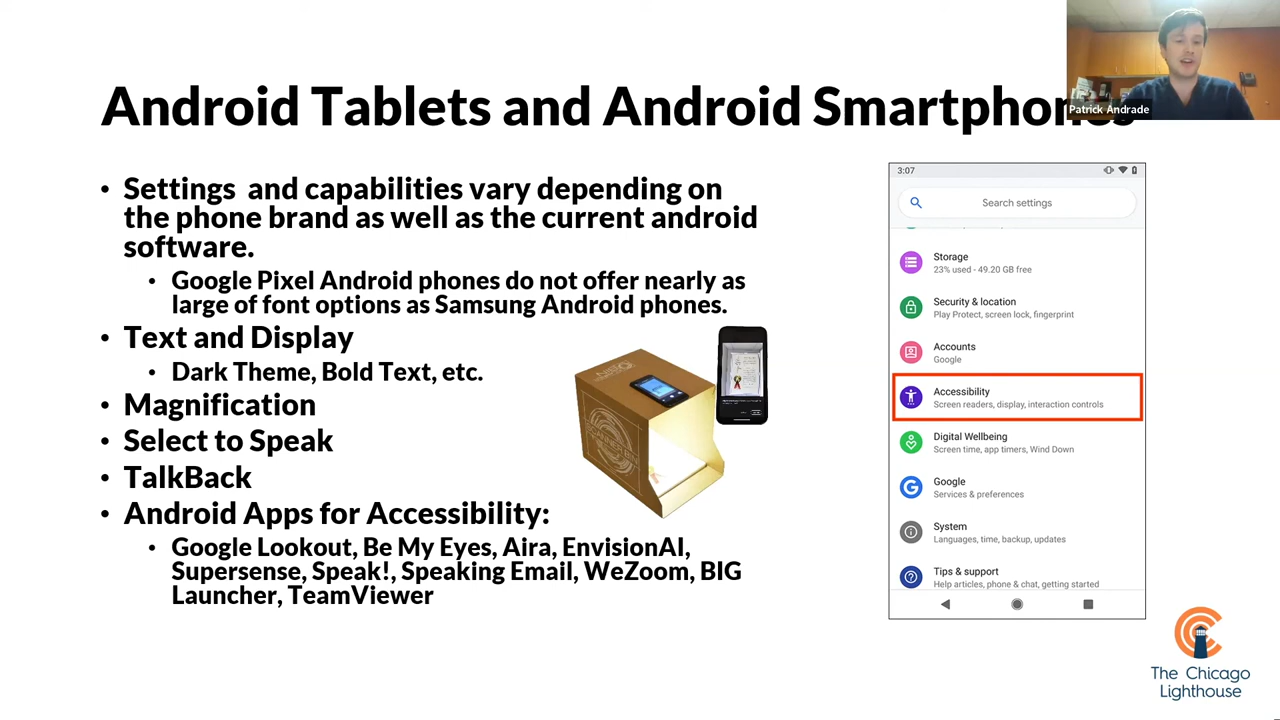 Android Tablets and Android Smartphones
Patrick Andrade
• Settings and capabilities vary depending on
the phone brand as well as the current android
software.
• Google Pixel Android phones do not offer nearly as
large of font options as Samsung Android phones.
• Text and Display
• Dark Theme, Bold Text, etc.
• Magnification
• Select to Speak
• TalkBack
• Android Apps for Accessibility:
• Google Lookout, Be My Eyes, Aira, EnvisionAI,
Supersense, Speak!, Speaking Email, WeZoom, BIG
Launcher, TeamViewer
3:07
Search settings
Storage
23% used - 49.20 GB free
Security & location
Play Protect, screen lock, fingerprint
Accounts
Google
Accessibility
Screen readers, display, interaction controls
Digital Wellbeing
Screen time, app timers, Wind Down
Google
Services & preferences
System
Languages, time, backup, updates
Tips & support
Help articles, phone & chat, getting started
The Chicago
Lighthouse